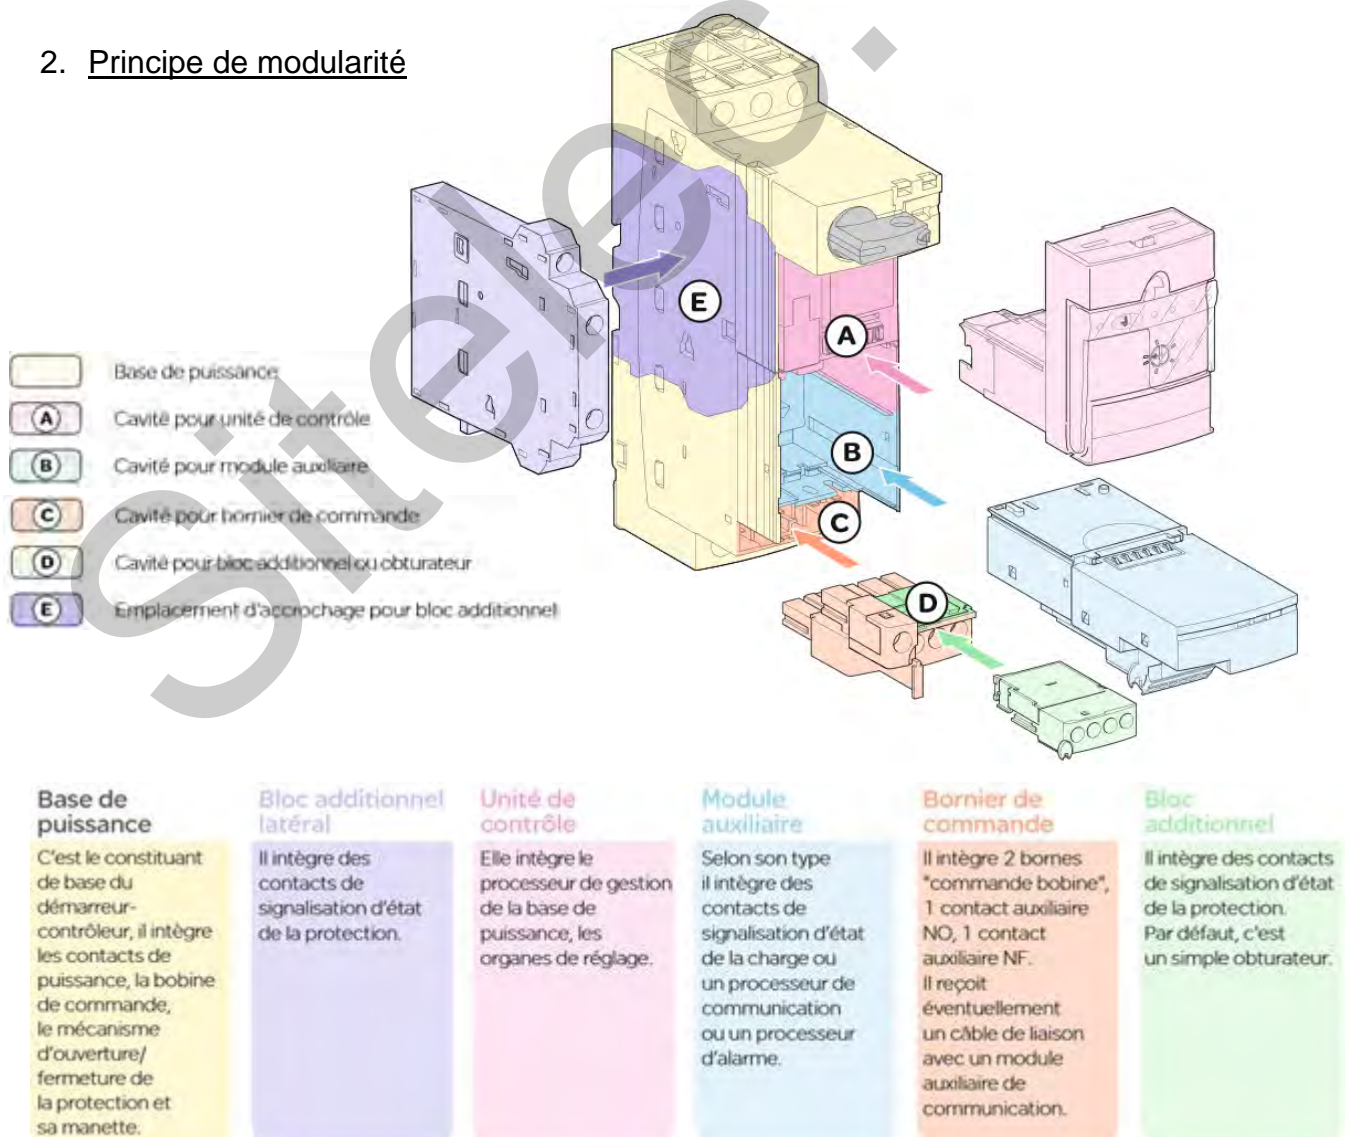 2. Principe de modularité
E
A
B
C
D
Base de puissance
A Cavité pour unité de contrôle
B Cavité pour module auxiliaire
C Cavité pour bornier de commande
D Cavité pour bloc additionnel ou obturateur
E Emplacement d'accrochage pour bloc additionnel
Sitelec.
Base de
puissance
C'est le constituant
de base du
démarreur-
contrôleur, il intègre
les contacts de
puissance, la bobine
de commande,
le mécanisme
d'ouverture/
fermeture de
la protection et
sa manette.
Bloc additionnel
latéral
Il intègre des
contacts de
signalisation d'état
de la protection.
Unité de
contrôle
Elle intègre le
processeur de gestion
de la base de
puissance, les
organes de réglage.
Module
auxiliaire
Selon son type
il intègre des
contacts de
signalisation d'état
de la charge ou
un processeur de
communication
ou un processeur
d'alarme.
Bornier de
commande
Il intègre 2 bornes
"commande bobine",
1 contact auxiliaire
NO, 1 contact
auxiliaire NF.
Il reçoit
éventuellement
un câble de liaison
avec un module
auxiliaire de
communication.
Bloc
additionnel
Il intègre des contacts
de signalisation d'état
de la protection.
Par défaut, c'est
un simple obturateur.